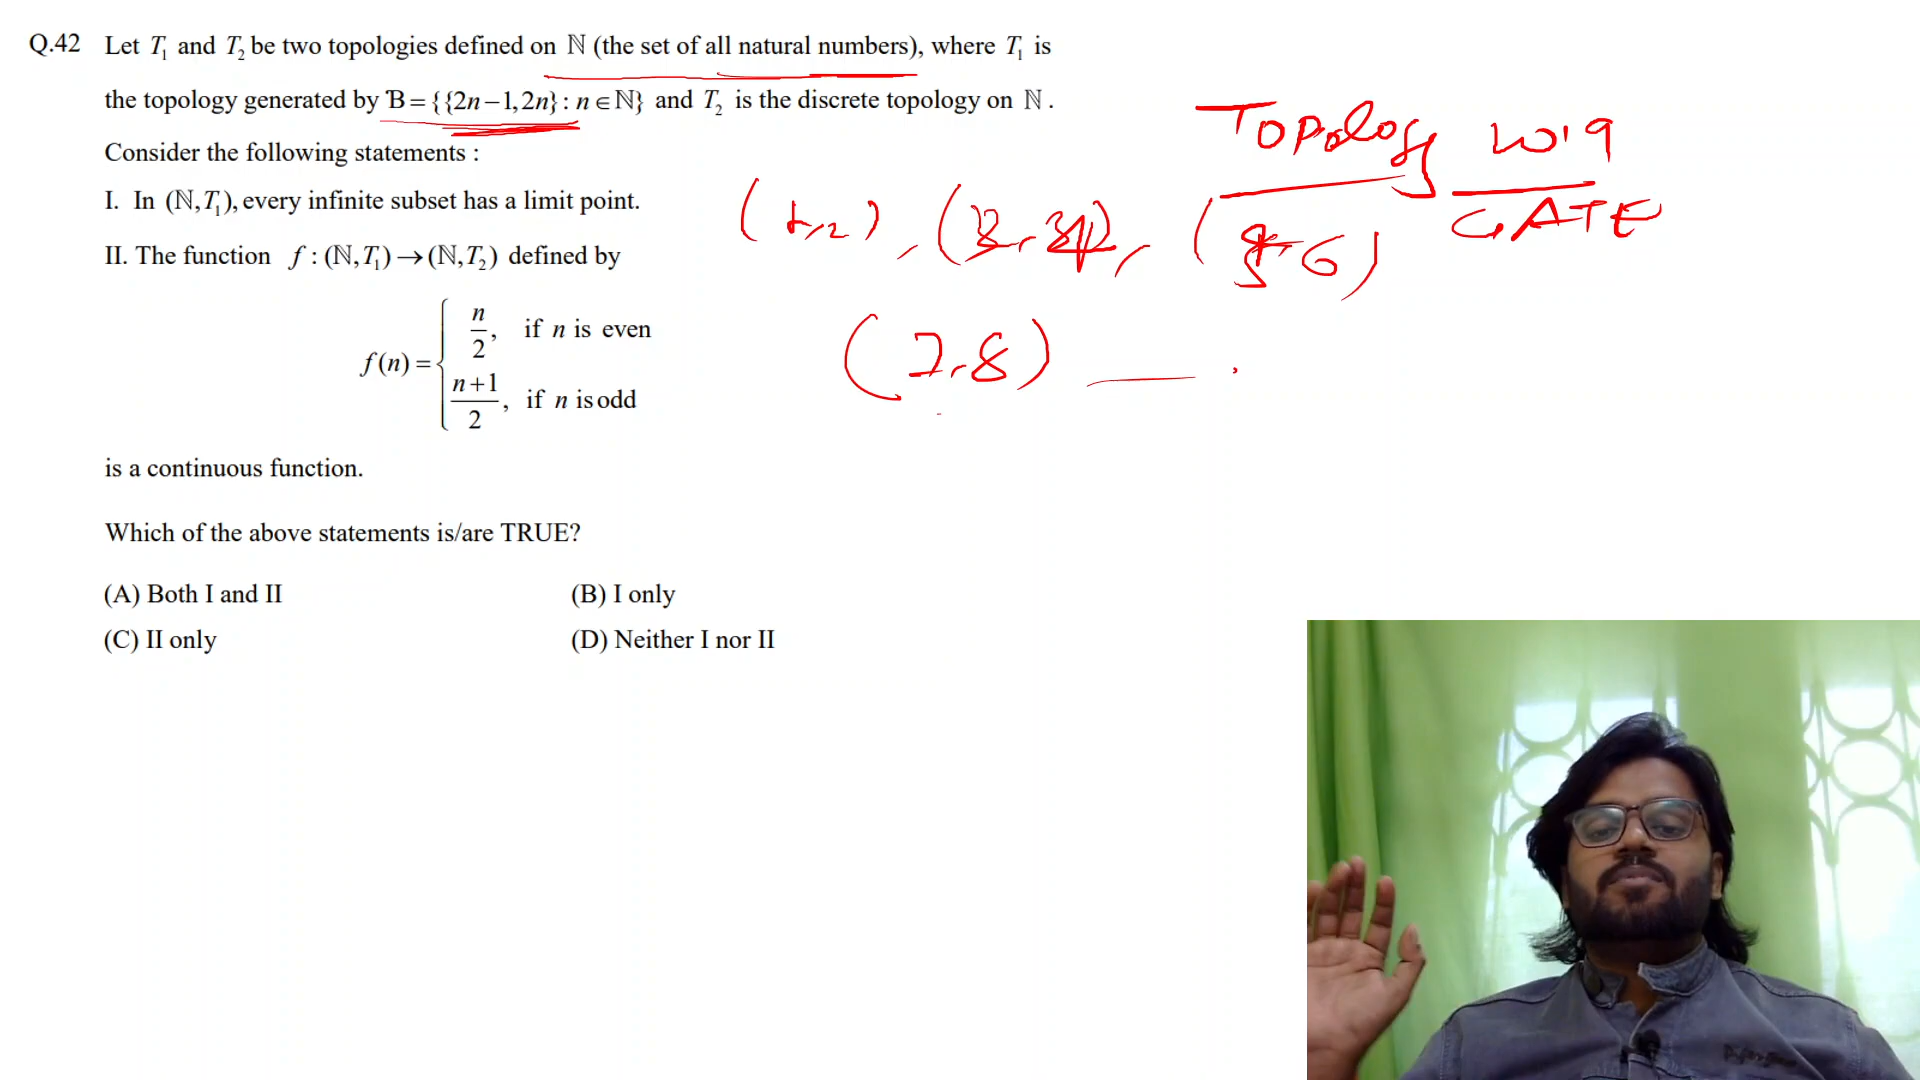 Q.42 Let T₁ and T₂ be two topologies defined on ℕ (the set of all natural numbers), where T₁ is
the topology generated by B = {{2n−1, 2n} : n ∈ ℕ} and T₂ is the discrete topology on ℕ.
Consider the following statements :
I. In (ℕ, T₁), every infinite subset has a limit point.
II. The function f : (ℕ, T₁) → (ℕ, T₂) defined by
f(n) = { n/2, if n is even
(n+1)/2, if n is odd
is a continuous function.
Which of the above statements is/are TRUE?
(A) Both I and II (B) I only
(C) II only (D) Neither I nor II
Topology
GATE
(1,2), (3,4), (5,6)
(7,8)